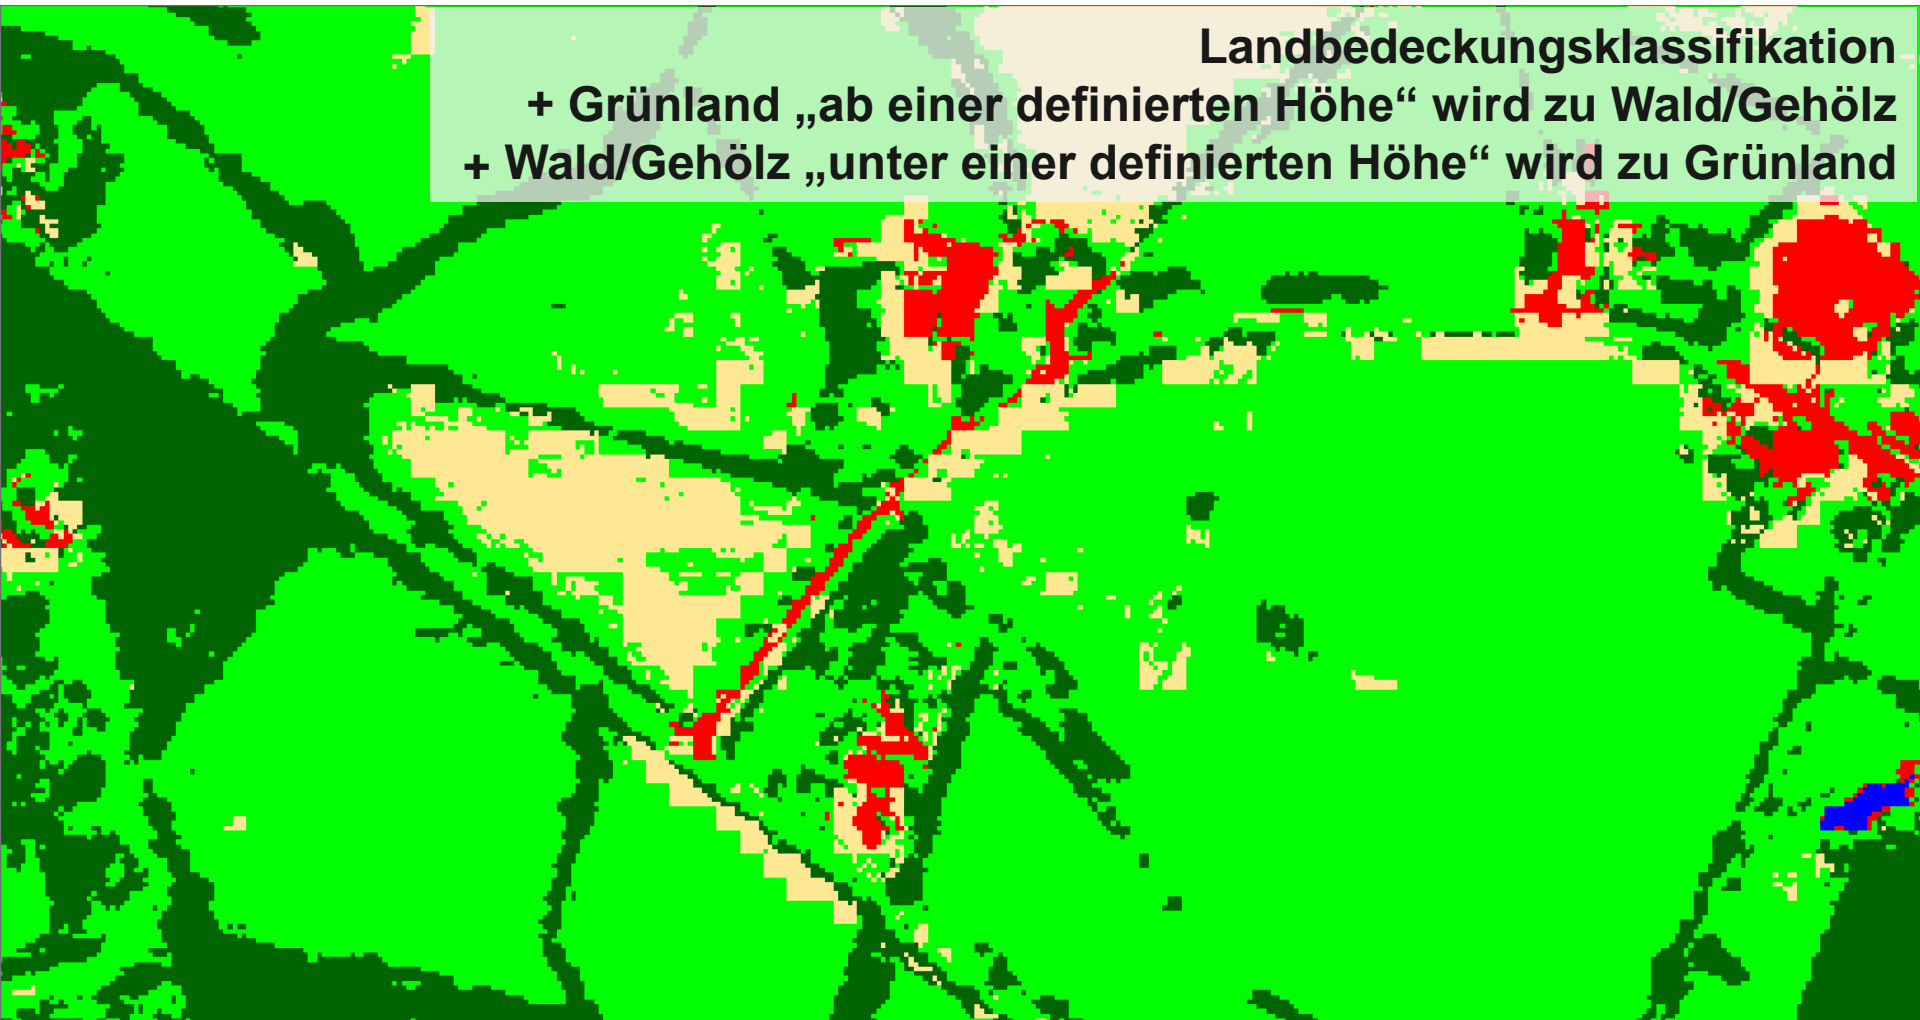 Landbedeckungsklassifikation
+ Grünland „ab einer definierten Höhe“ wird zu Wald/Gehölz
+ Wald/Gehölz „unter einer definierten Höhe“ wird zu Grünland